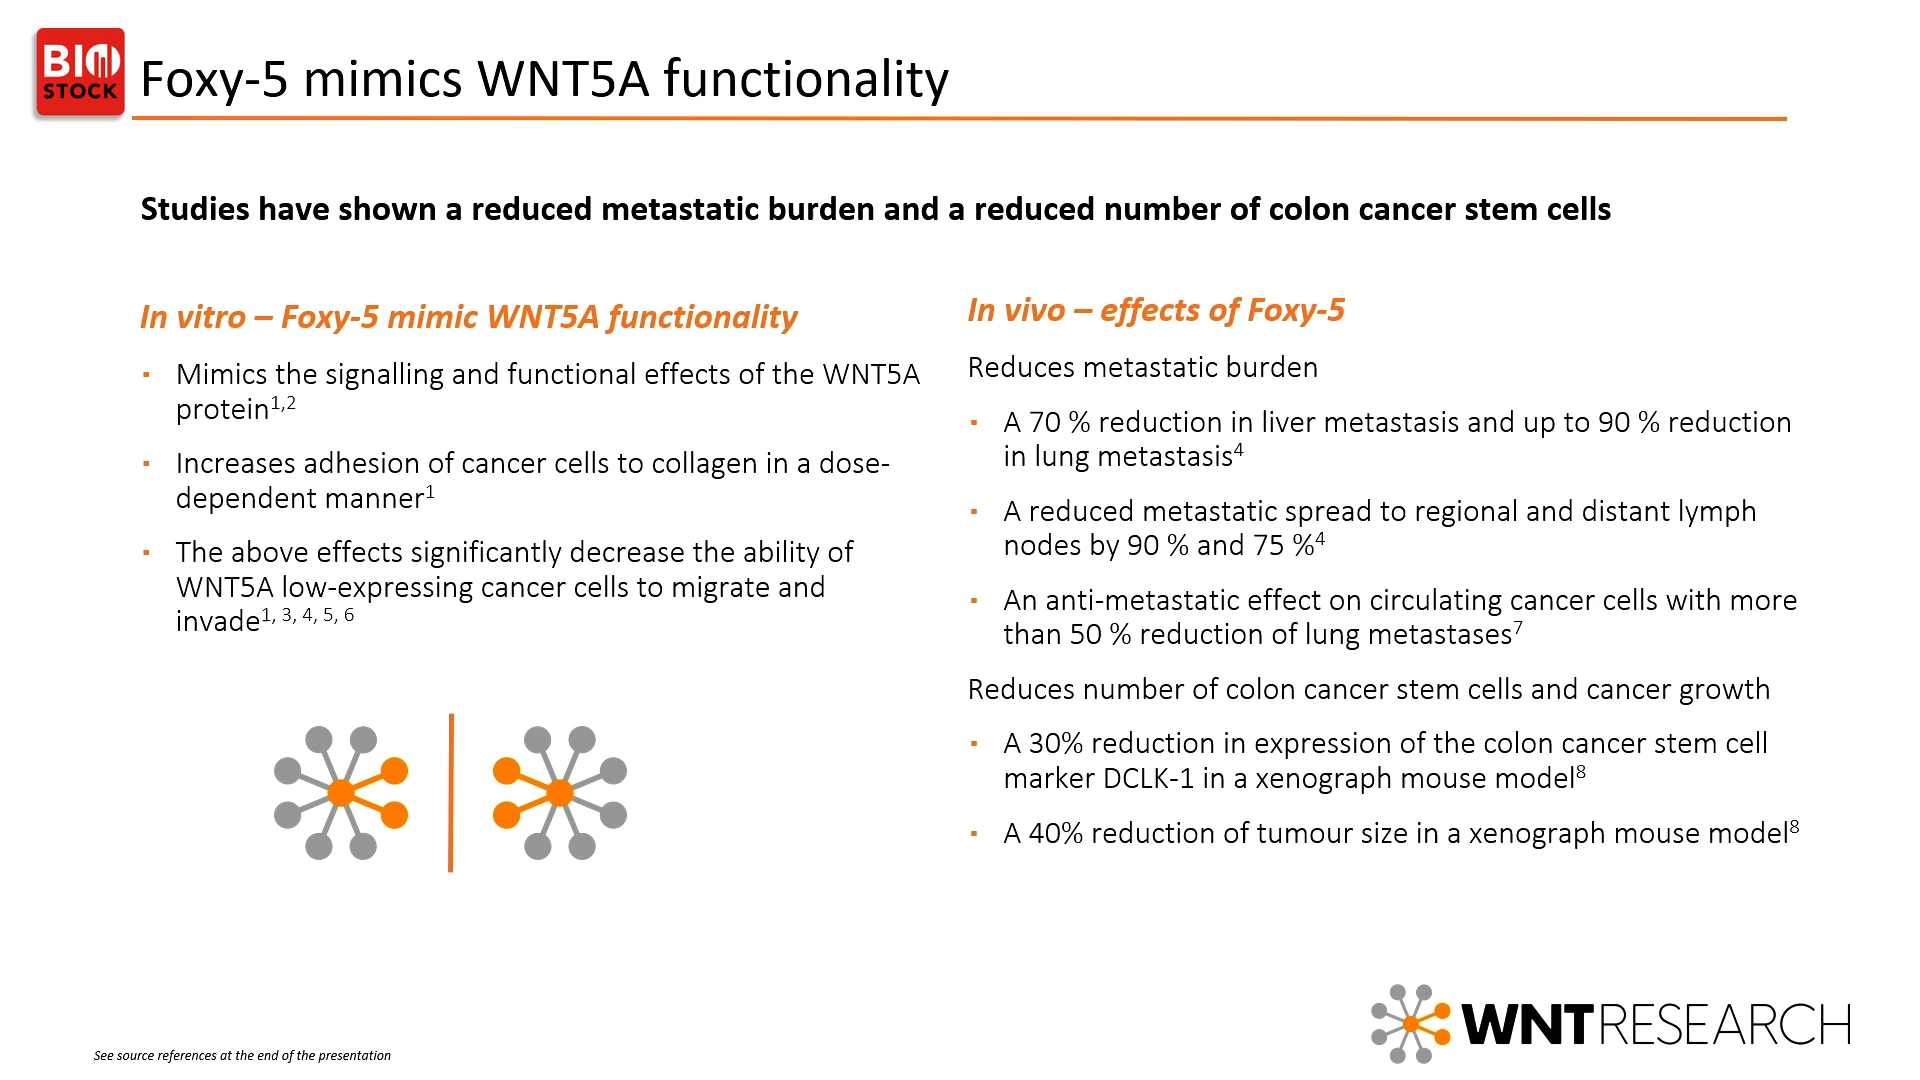 BIO
STOCK
Foxy-5 mimics WNT5A functionality
Studies have shown a reduced metastatic burden and a reduced number of colon cancer stem cells
In vitro – Foxy-5 mimic WNT5A functionality
▪ Mimics the signalling and functional effects of the WNT5A
protein1,2
▪ Increases adhesion of cancer cells to collagen in a dose-
dependent manner1
▪ The above effects significantly decrease the ability of
WNT5A low-expressing cancer cells to migrate and
invade1, 3, 4, 5, 6
In vivo – effects of Foxy-5
Reduces metastatic burden
▪ A 70 % reduction in liver metastasis and up to 90 % reduction
in lung metastasis4
▪ A reduced metastatic spread to regional and distant lymph
nodes by 90 % and 75 %4
▪ An anti-metastatic effect on circulating cancer cells with more
than 50 % reduction of lung metastases7
Reduces number of colon cancer stem cells and cancer growth
▪ A 30% reduction in expression of the colon cancer stem cell
marker DCLK-1 in a xenograph mouse model8
▪ A 40% reduction of tumour size in a xenograph mouse model8
WNTRESEARCH
See source references at the end of the presentation